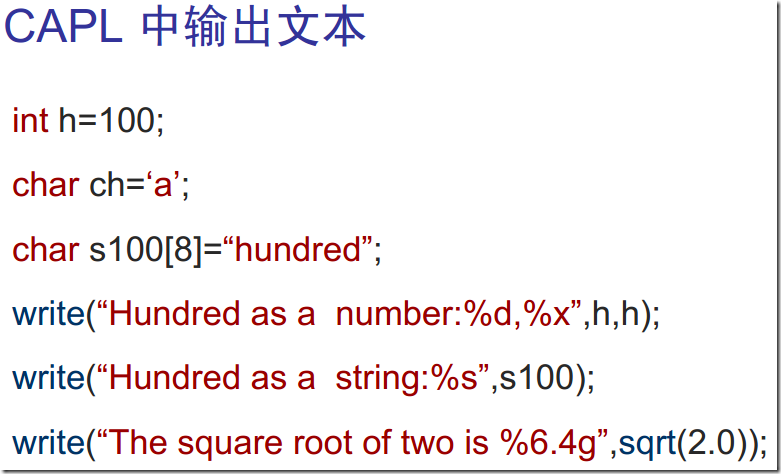 CAPL 中输出文本
int h=100;
char ch=‘a’;
char s100[8]=“hundred”;
write(“Hundred as a  number:%d,%x”,h,h);
write(“Hundred as a  string:%s”,s100);
write(“The square root of two is %6.4g”,sqrt(2.0));